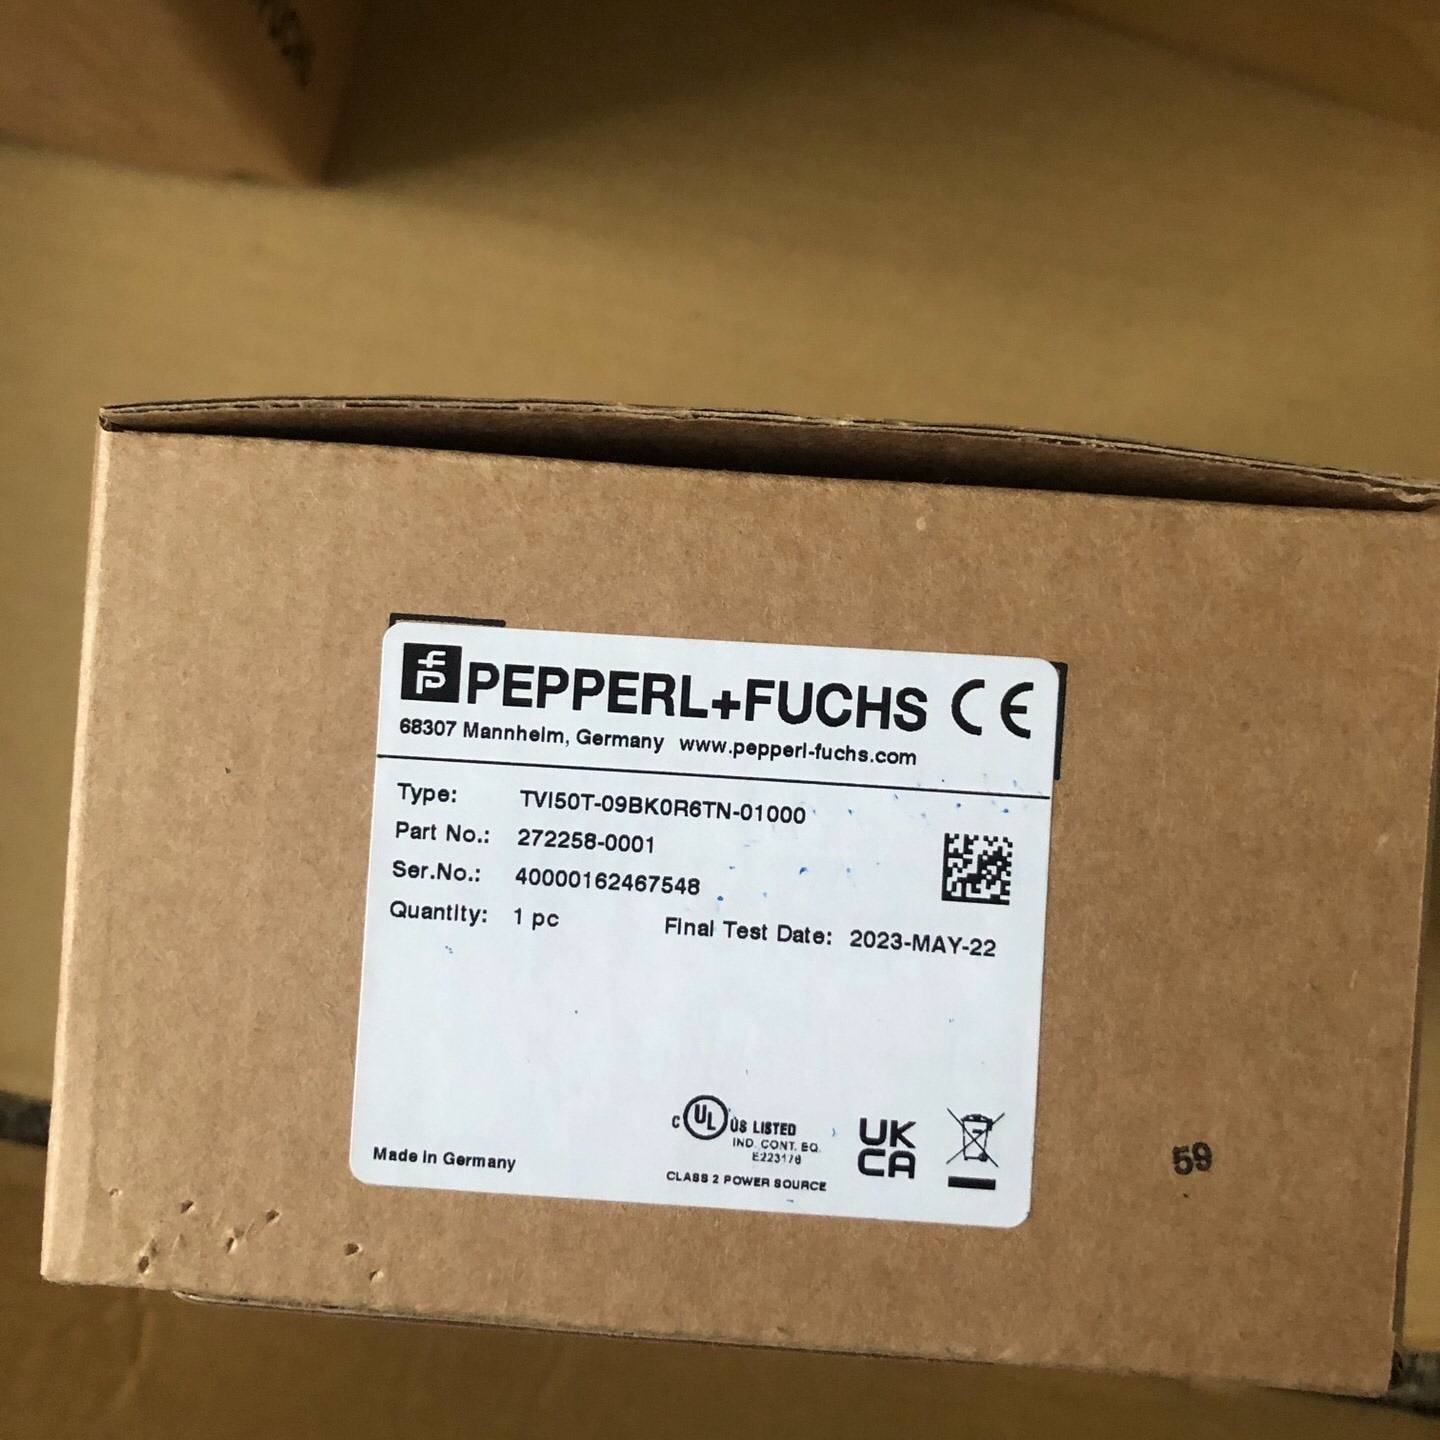 PEPPERL+FUCHS CE
68307 Mannheim, Germany www.pepperl-fuchs.com
Type: TVI50T-09BK0R6TN-01000
Part No.: 272258-0001
Ser.No.: 40000162467548
Quantity: 1 pc Final Test Date: 2023-MAY-22
C UL US LISTED
IND. CONT. EQ.
E223176
CLASS 2 POWER SOURCE
UK
CA
Made in Germany
59